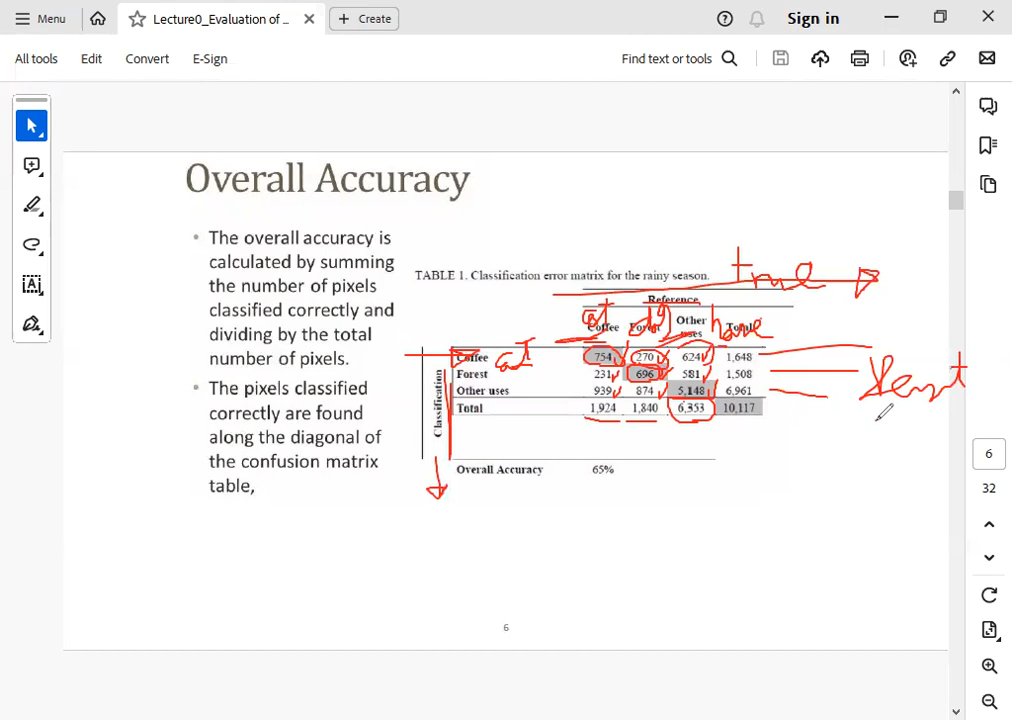 Menu
Lecture0_Evaluation of ...
Create
Sign in
All tools
Edit
Convert
E-Sign
Find text or tools
Overall Accuracy
• The overall accuracy is
calculated by summing
the number of pixels
classified correctly and
dividing by the total
number of pixels.
• The pixels classified
correctly are found
along the diagonal of
the confusion matrix
table,
true
TABLE 1. Classification error matrix for the rainy season.
Reference
cat dog
Coffee Forest Other uses Total
Classification
Coffee 754 270 624 1,648
cat
Forest 231 696 581 1,508
Other uses 939 874 5,148 6,961
Total 1,924 1,840 6,353 10,117
Overall Accuracy 65%
6
6
32